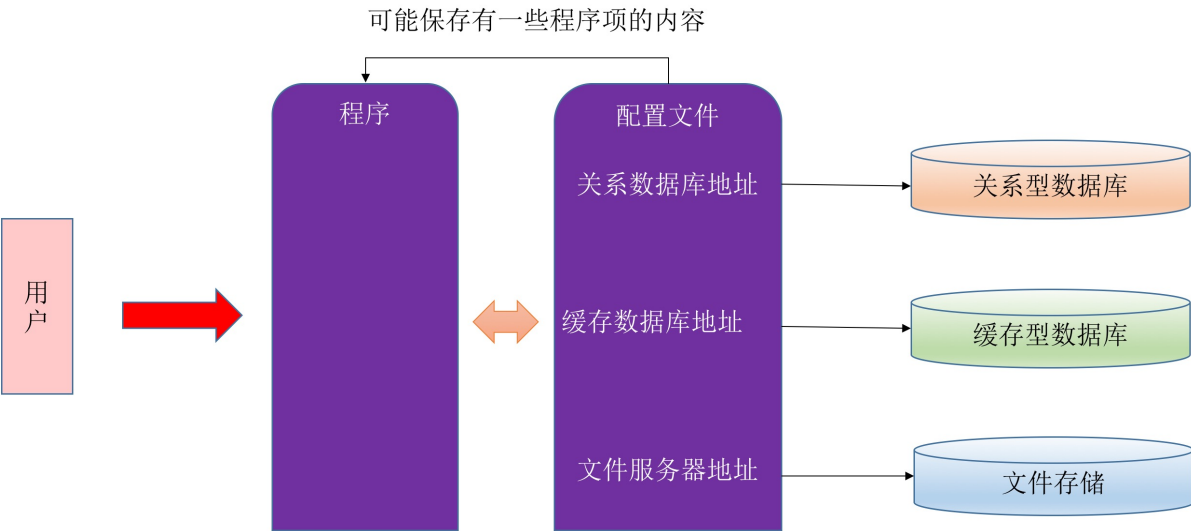 可能保存有一些程序项的内容
程序
配置文件
关系数据库地址
关系型数据库
用
户
缓存数据库地址
缓存型数据库
文件服务器地址
文件存储